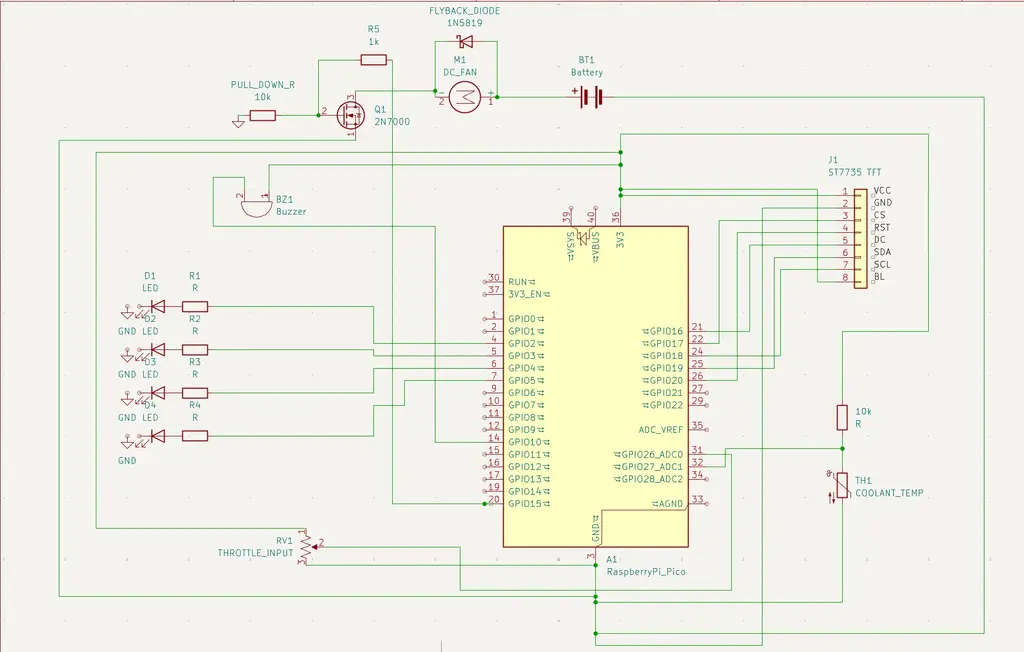 FLYBACK_DIODE
1N5819
R5
1k
M1
DC_FAN
BT1
Battery
PULL_DOWN_R
10k
2
3
1
Q1
2N7000
-
2
+
1
+
J1
ST7735 TFT
1 VCC
2 GND
3 CS
4 RST
5 DC
6 SDA
7 SCL
8 BL
2
1
BZ1
Buzzer
39
40
36
VSYS
VBUS
3V3
30 RUN
37 3V3_EN
1 GPIO0
2 GPIO1
4 GPIO2
5 GPIO3
6 GPIO4
7 GPIO5
9 GPIO6
10 GPIO7
11 GPIO8
12 GPIO9
14 GPIO10
15 GPIO11
16 GPIO12
17 GPIO13
19 GPIO14
20 GPIO15
GPIO16 21
GPIO17 22
GPIO18 24
GPIO19 25
GPIO20 26
GPIO21 27
GPIO22 29
ADC_VREF 35
GPIO26_ADC0 31
GPIO27_ADC1 32
GPIO28_ADC2 34
AGND 33
GND
3
A1
RaspberryPi_Pico
D1
LED
R1
R
D2
GND LED
R2
R
D3
GND LED
R3
R
D4
GND LED
R4
R
GND
10k
R
TH1
COOLANT_TEMP
RV1
THROTTLE_INPUT
1
2
3